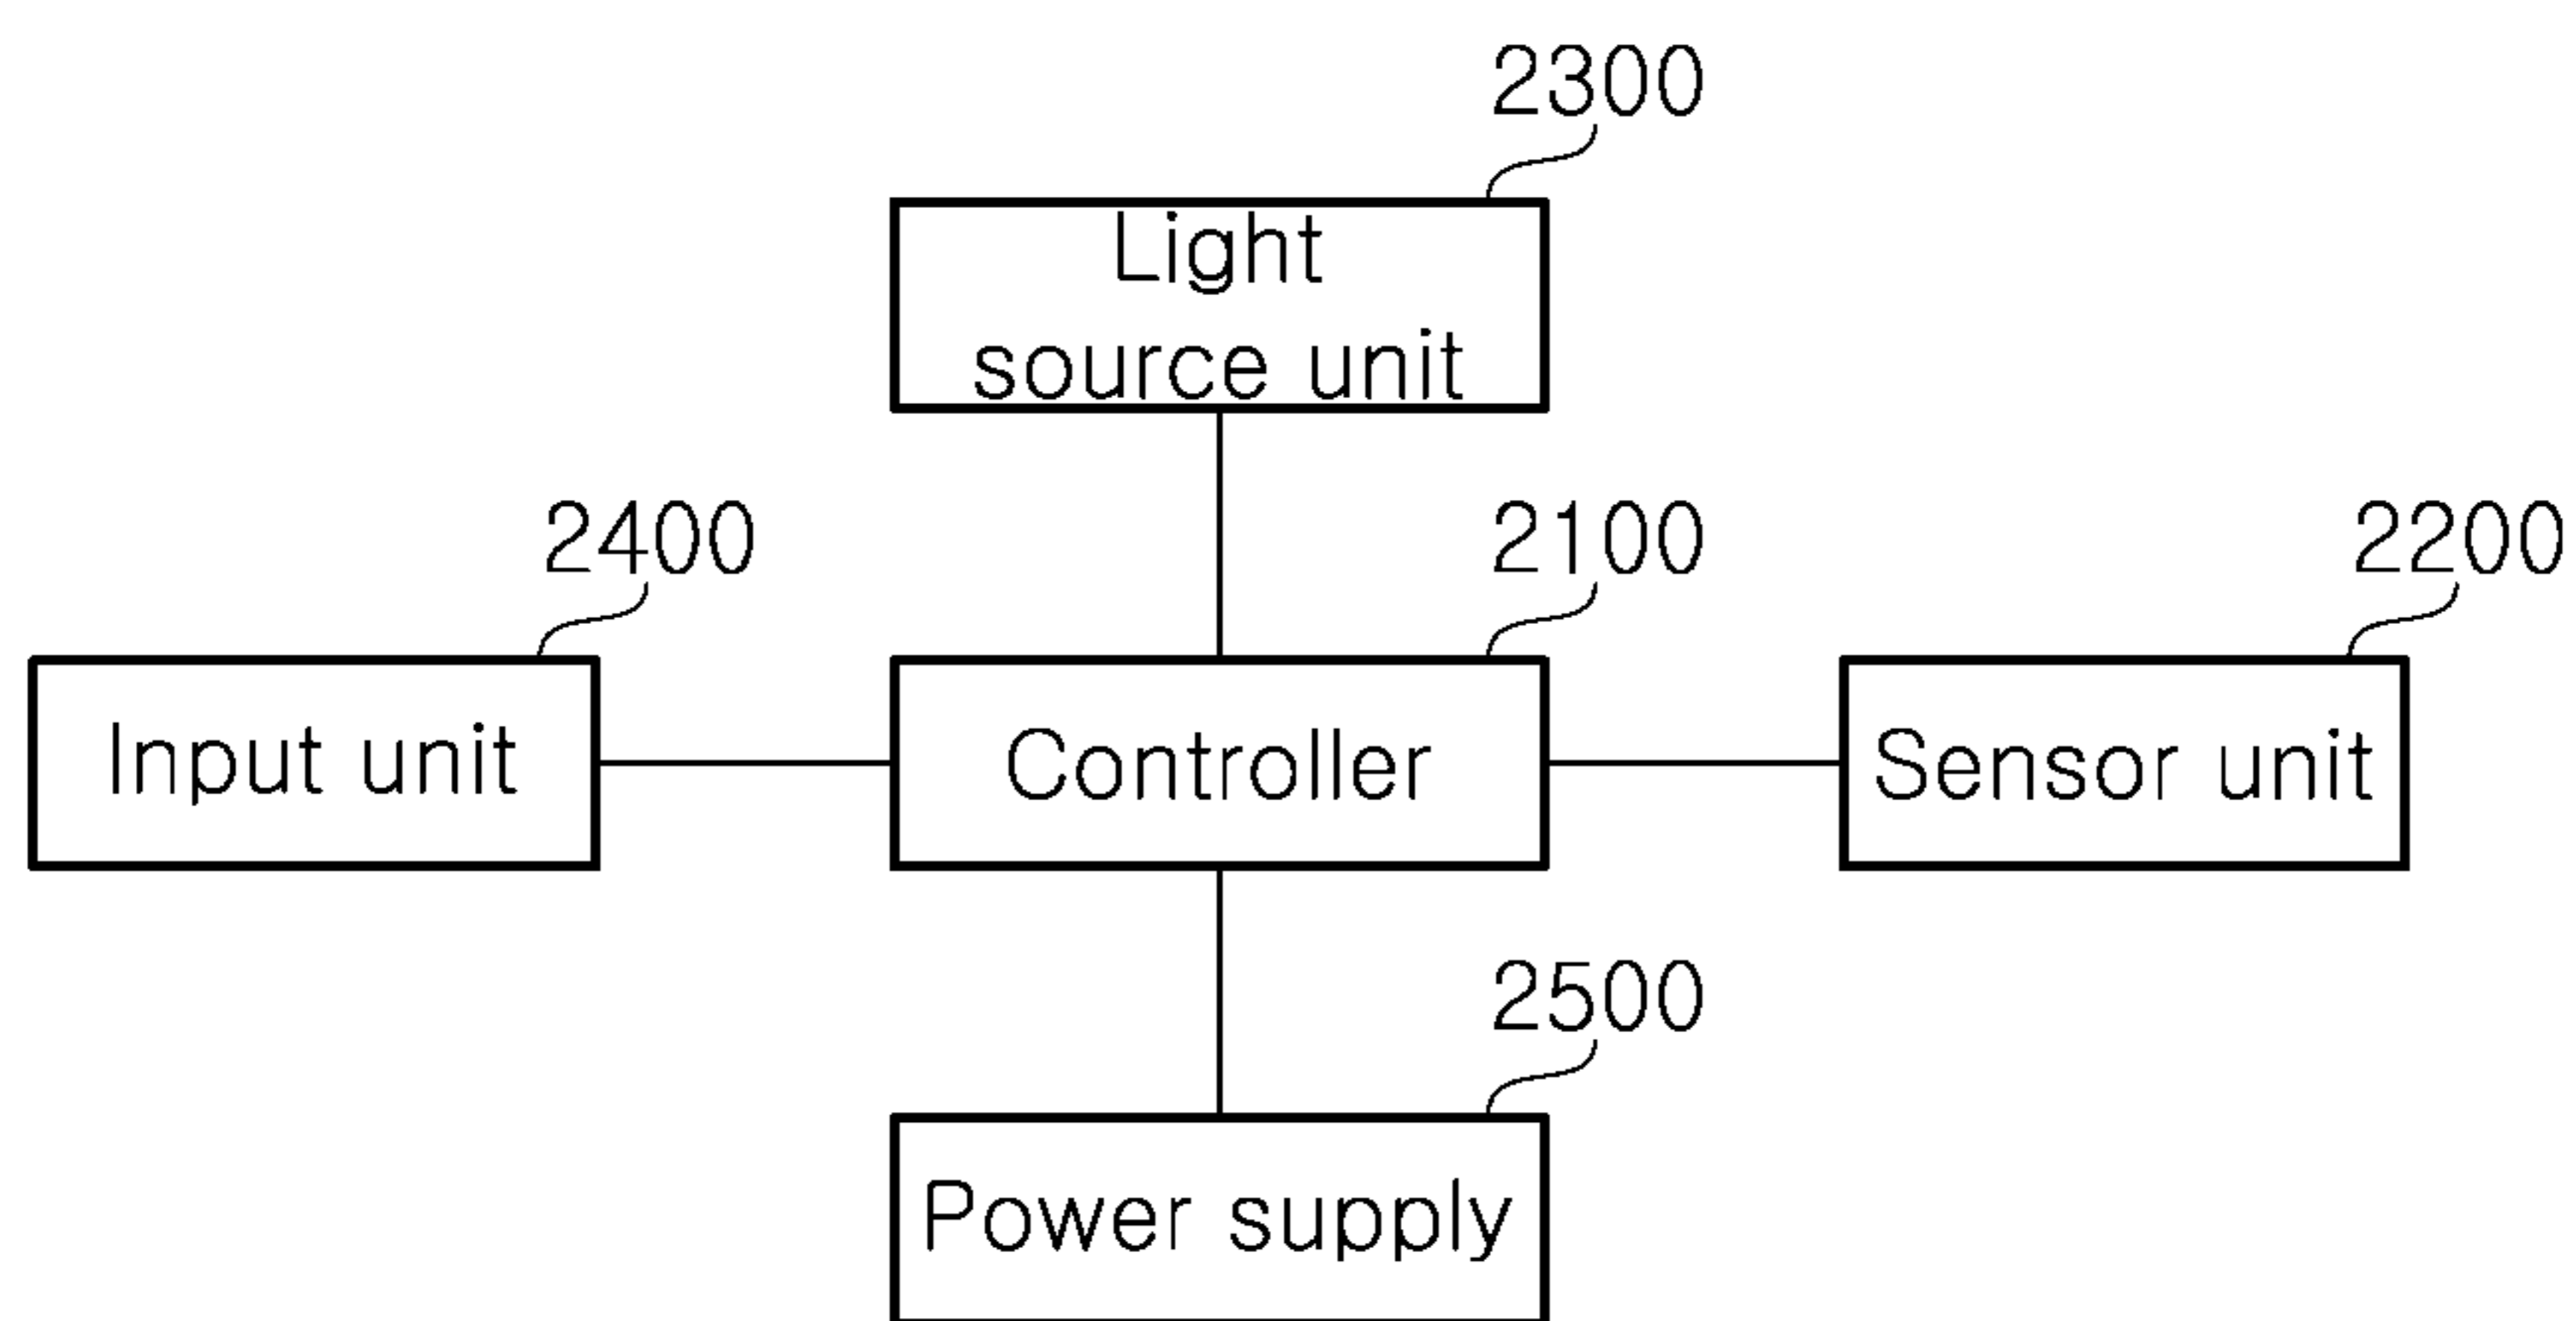 2300
Light
source unit
2400
2100
2200
Input unit
Controller
Sensor unit
2500
Power supply